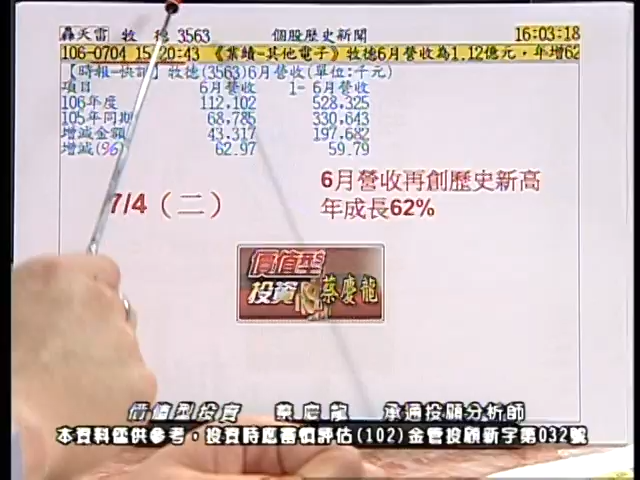 轟天雷 牧 德 3563 個股歷史新聞 16:03:18
106-0704 15:20:43 《業績-其他電子》牧德6月營收為1.12億元，年增62
【時報-快訊】牧德(3563)6月營收(單位:千元)
項目 6月營收 1- 6月營收
106年度 112,102 528,325
105年同期 68,785 330,643
增減金額 43,317 197,682
增減(%) 62.97 59.79
6月營收再創歷史新高
7/4（二） 年成長62%
價值型
投資 蔡慶龍
價值型投資 蔡慶龍 承通投顧分析師
本資料僅供參考，投資時應審慎評估(102)金管投顧新字第032號